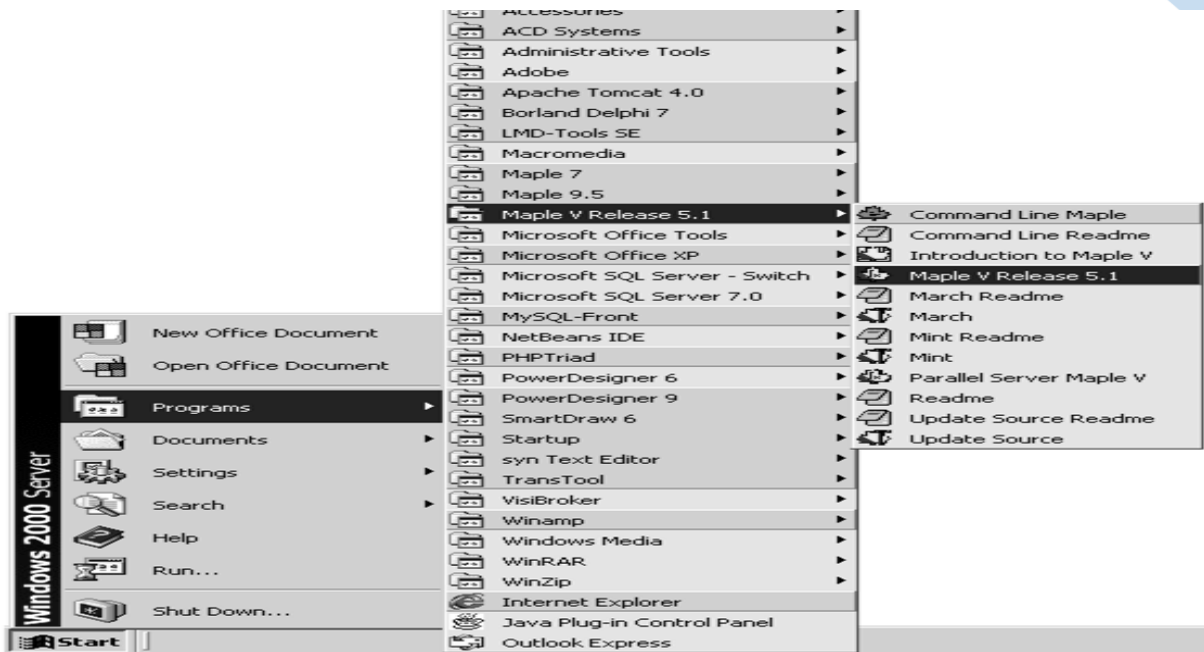 Accessories
ACD Systems
Administrative Tools
Adobe
Apache Tomcat 4.0
Borland Delphi 7
LMD-Tools SE
Macromedia
Maple 7
Maple 9.5
Maple V Release 5.1
Microsoft Office Tools
Microsoft Office XP
Microsoft SQL Server - Switch
Microsoft SQL Server 7.0
MySQL-Front
NetBeans IDE
PHPTriad
PowerDesigner 6
PowerDesigner 9
SmartDraw 6
Startup
syn Text Editor
TransTool
VisiBroker
Winamp
Windows Media
WinRAR
WinZip
Internet Explorer
Java Plug-in Control Panel
Outlook Express
Command Line Maple
Command Line Readme
Introduction to Maple V
Maple V Release 5.1
March Readme
March
Mint Readme
Mint
Parallel Server Maple V
Readme
Update Source Readme
Update Source
New Office Document
Open Office Document
Programs
Documents
Settings
Search
Help
Run...
Shut Down...
Windows 2000 Server
Start